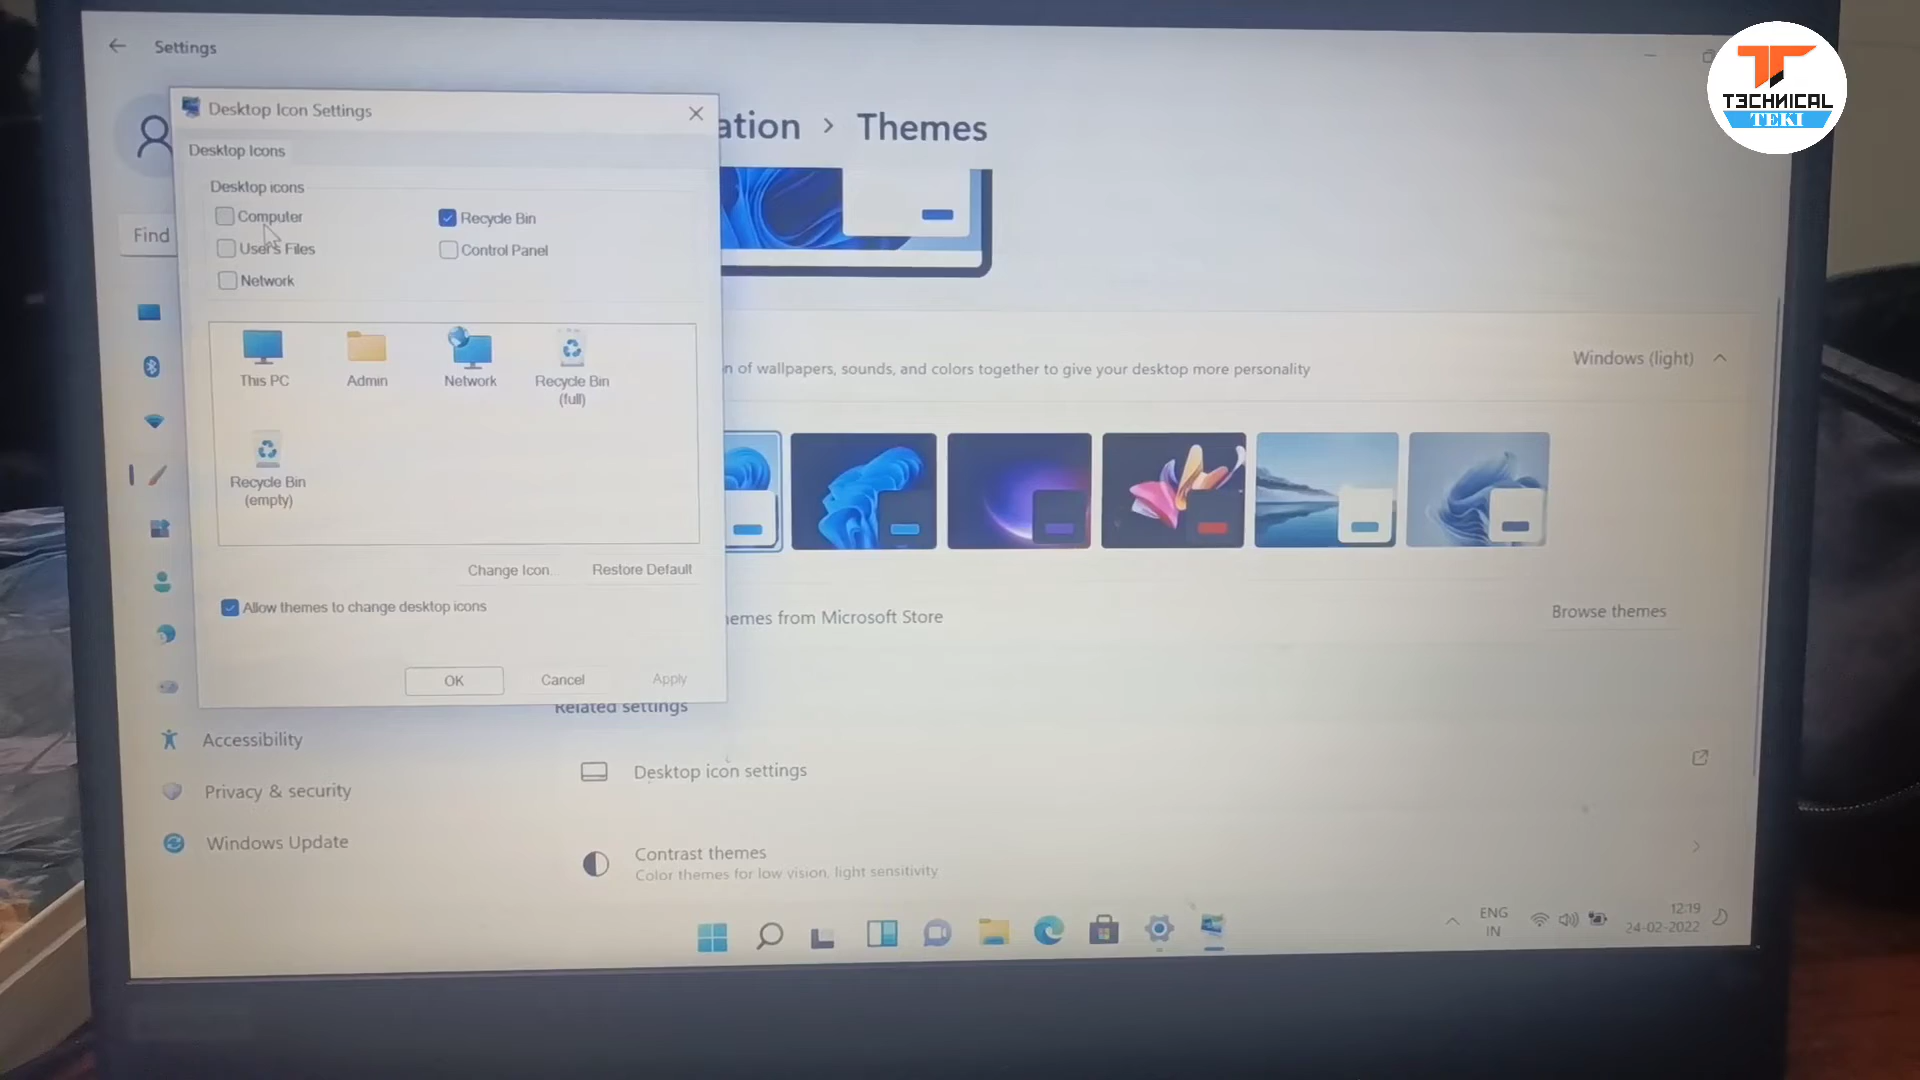 Settings
T3CHNICAL
TEKI
Desktop Icon Settings
ation > Themes
Desktop Icons
Desktop icons
Computer
Recycle Bin
Find
User's Files
Control Panel
Network
This PC
Admin
Network
Recycle Bin
(full)
Recycle Bin
(empty)
n of wallpapers, sounds, and colors together to give your desktop more personality
Windows (light)
Change Icon...
Restore Default
Allow themes to change desktop icons
emes from Microsoft Store
Browse themes
OK
Cancel
Apply
Related settings
Accessibility
Desktop icon settings
Privacy & security
Windows Update
Contrast themes
Color themes for low vision, light sensitivity
ENG
IN
12:19
24-02-2022